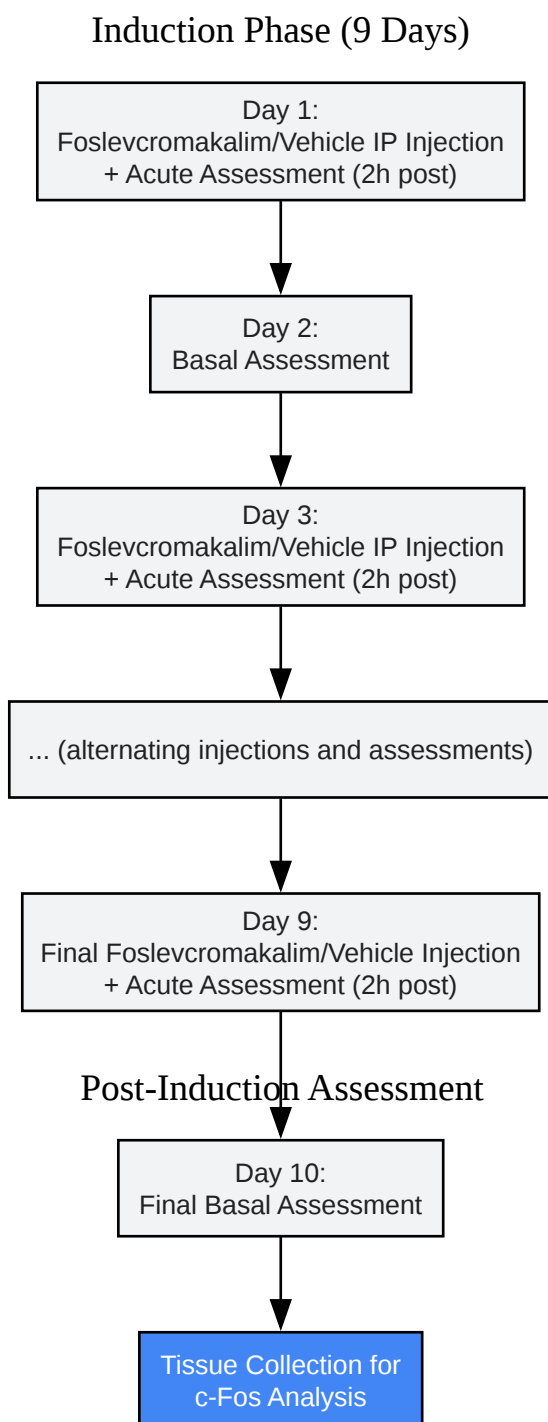 Induction Phase (9 Days)
Day 1:
Foslevcromakalim/Vehicle IP Injection
+ Acute Assessment (2h post)
Day 2:
Basal Assessment
Day 3:
Foslevcromakalim/Vehicle IP Injection
+ Acute Assessment (2h post)
... (alternating injections and assessments)
Day 9:
Final Foslevcromakalim/Vehicle Injection
+ Acute Assessment (2h post)
Post-Induction Assessment
Day 10:
Final Basal Assessment
Tissue Collection for
c-Fos Analysis